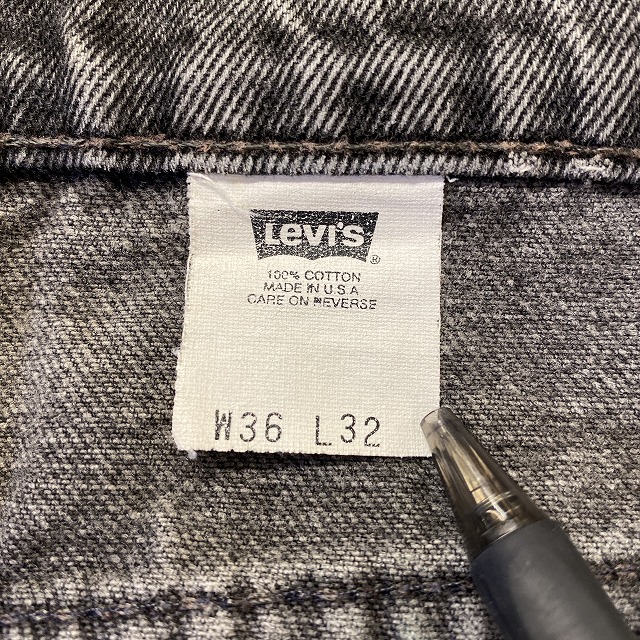 Levi's ®
100% COTTON
MADE IN U.S.A
CARE ON REVERSE
W36 L32